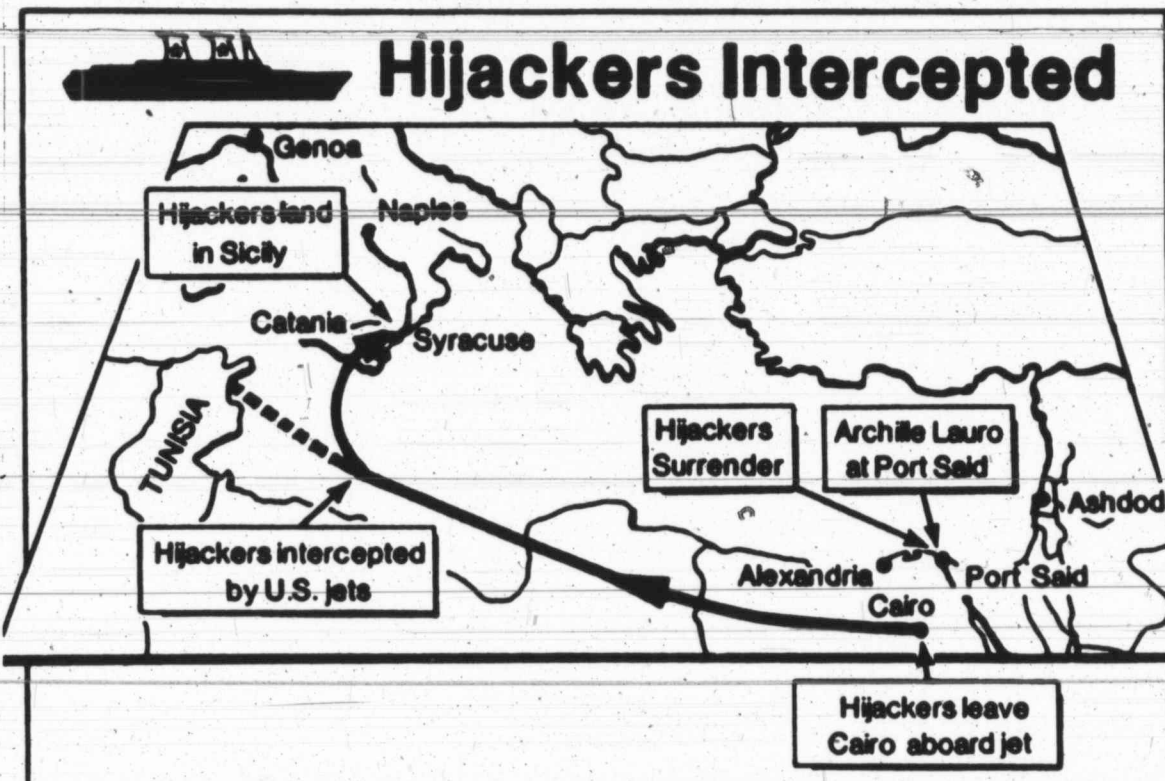 Hijackers Intercepted
Genoa
Hijackers land
in Sicily
Naples
Catania
Syracuse
TUNISIA
Hijackers
Surrender
Archille Lauro
at Port Said
Ashdod
Hijackers intercepted
by U.S. jets
Alexandria
Port Said
Cairo
Hijackers leave
Cairo aboard jet